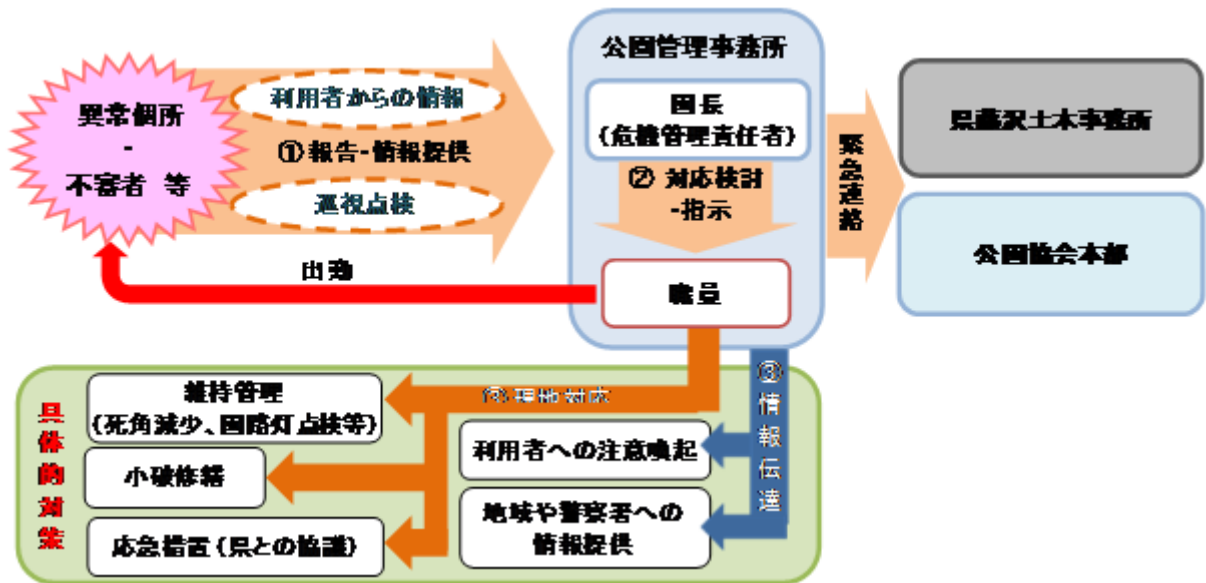 異常個所
-
不審者 等
利用者からの情報
①報告-情報提供
巡視点検
出動
公園管理事務所
園長
(危機管理責任者)
② 対応検討
-指示
職員
緊急連絡
県藤沢土木事務所
公園協会本部
具体的対策
維持管理
(死角減少、園路灯点検等)
小破修繕
応急措置(県との協議)
現地対応
③情報伝達
利用者への注意喚起
地域や警察署への
情報提供